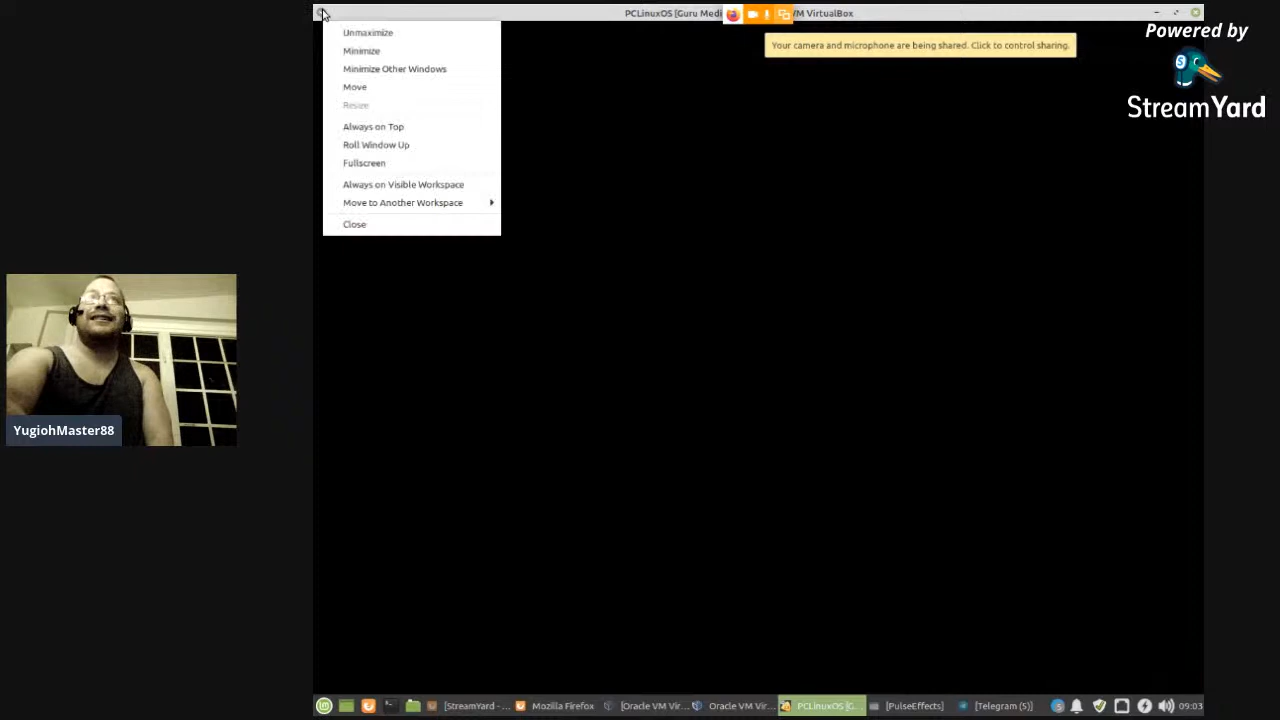 PCLinuxOS [Guru Medi
VM VirtualBox
Powered by
StreamYard
Your camera and microphone are being shared. Click to control sharing.
Unmaximize
Minimize
Minimize Other Windows
Move
Resize
Always on Top
Roll Window Up
Fullscreen
Always on Visible Workspace
Move to Another Workspace
Close
YugiohMaster88
[StreamYard - ...
Mozilla Firefox
[Oracle VM Vir...
Oracle VM Vir...
PCLinuxOS [G...
[PulseEffects]
[Telegram (5)]
09:03